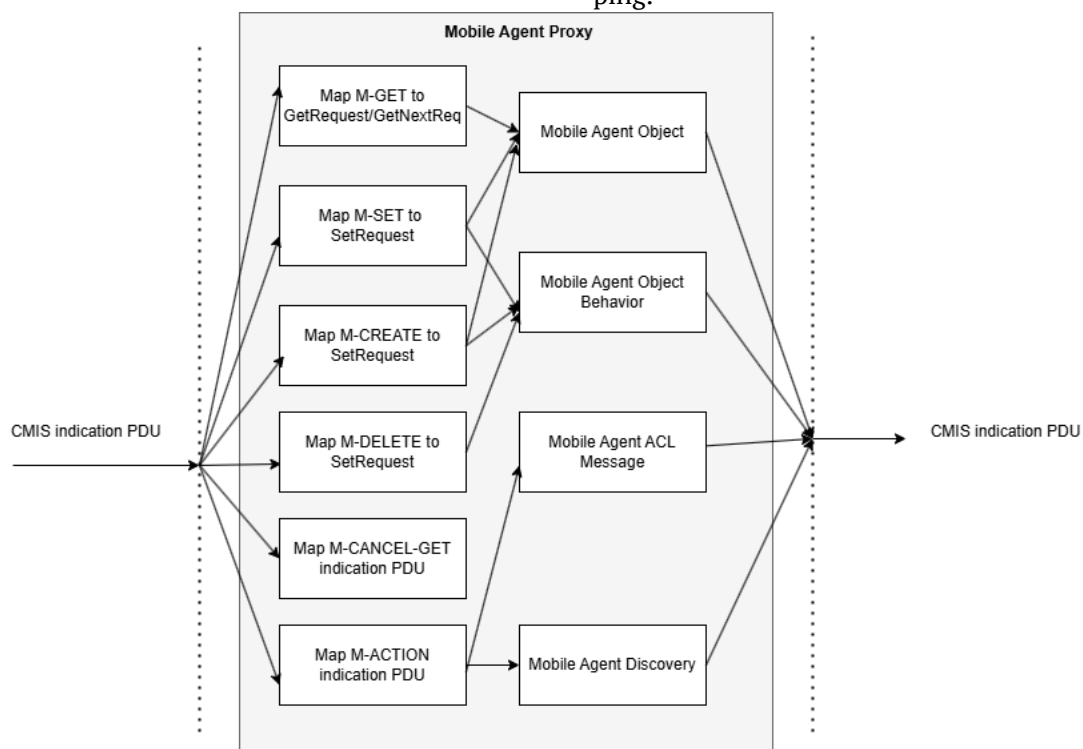 ping.
Mobile Agent Proxy
Map M-GET to
GetRequest/GetNextReq
Mobile Agent Object
Map M-SET to
SetRequest
Mobile Agent Object
Behavior
Map M-CREATE to
SetRequest
CMIS indication PDU
Map M-DELETE to
SetRequest
Mobile Agent ACL
Message
CMIS indication PDU
Map M-CANCEL-GET
indication PDU
Map M-ACTION
indication PDU
Mobile Agent Discovery